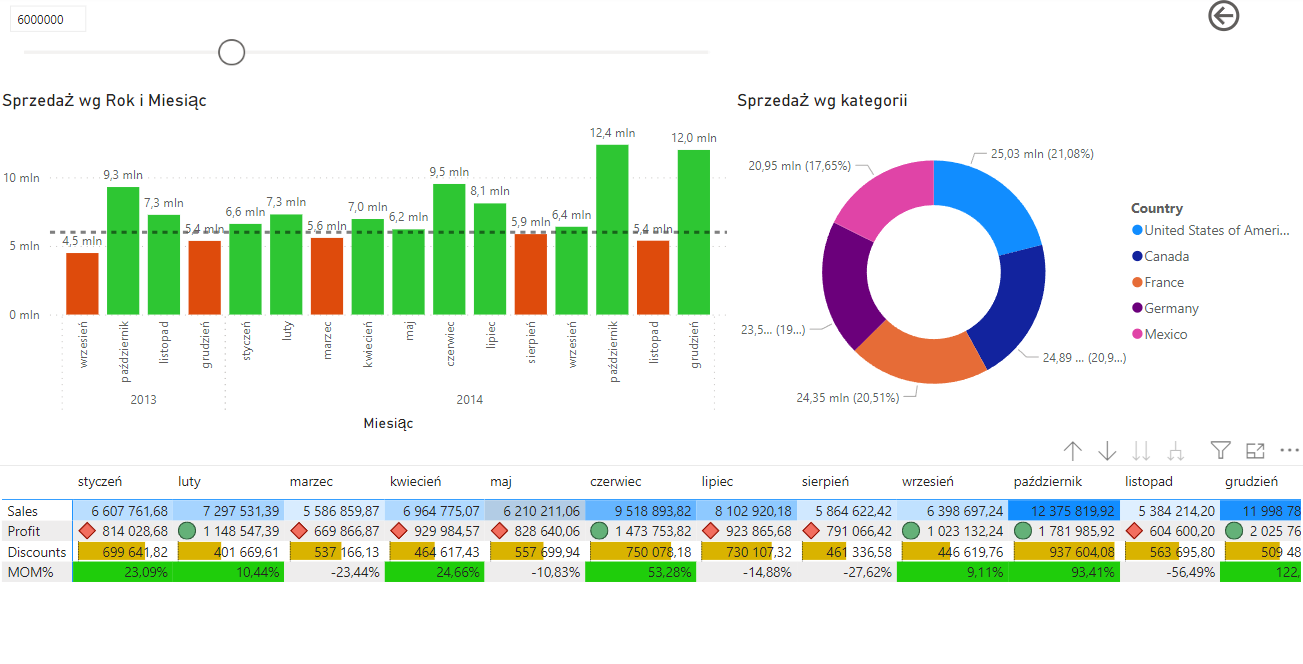 6000000
Sprzedaż wg Rok i Miesiąc
12,4 mln
12,0 mln
9,3 mln
9,5 mln
10 mln
8,1 mln
7,3 mln
7,3 mln
7,0 mln
6,6 mln
6,2 mln
6,4 mln
5,9 mln
5,4 mln
5,6 mln
5,4 mln
4,5 mln
5 mln
0 mln
wrzesień
październik
listopad
grudzień
styczeń
luty
marzec
kwiecień
maj
czerwiec
lipiec
sierpień
wrzesień
październik
listopad
grudzień
2013
2014
Miesiąc
Sprzedaż wg kategorii
25,03 mln (21,08%)
20,95 mln (17,65%)
23,5... (19...)
24,89 ... (20,9...)
24,35 mln (20,51%)
Country
United States of Ameri...
Canada
France
Germany
Mexico
styczeń luty marzec kwiecień maj czerwiec lipiec sierpień wrzesień październik listopad grudzień
Sales 6 607 761,68 7 297 531,39 5 586 859,87 6 964 775,07 6 210 211,06 9 518 893,82 8 102 920,18 5 864 622,42 6 398 697,24 12 375 819,92 5 384 214,20 11 998 78
Profit 814 028,68 1 148 547,39 669 866,87 929 984,57 828 640,06 1 473 753,82 923 865,68 791 066,42 1 023 132,24 1 781 985,92 604 600,20 2 025 76
Discounts 699 641,82 401 669,61 537 166,13 464 617,43 557 699,94 750 078,18 730 107,32 461 336,58 446 619,76 937 604,08 563 695,80 509 48
MOM% 23,09% 10,44% -23,44% 24,66% -10,83% 53,28% -14,88% -27,62% 9,11% 93,41% -56,49% 122,